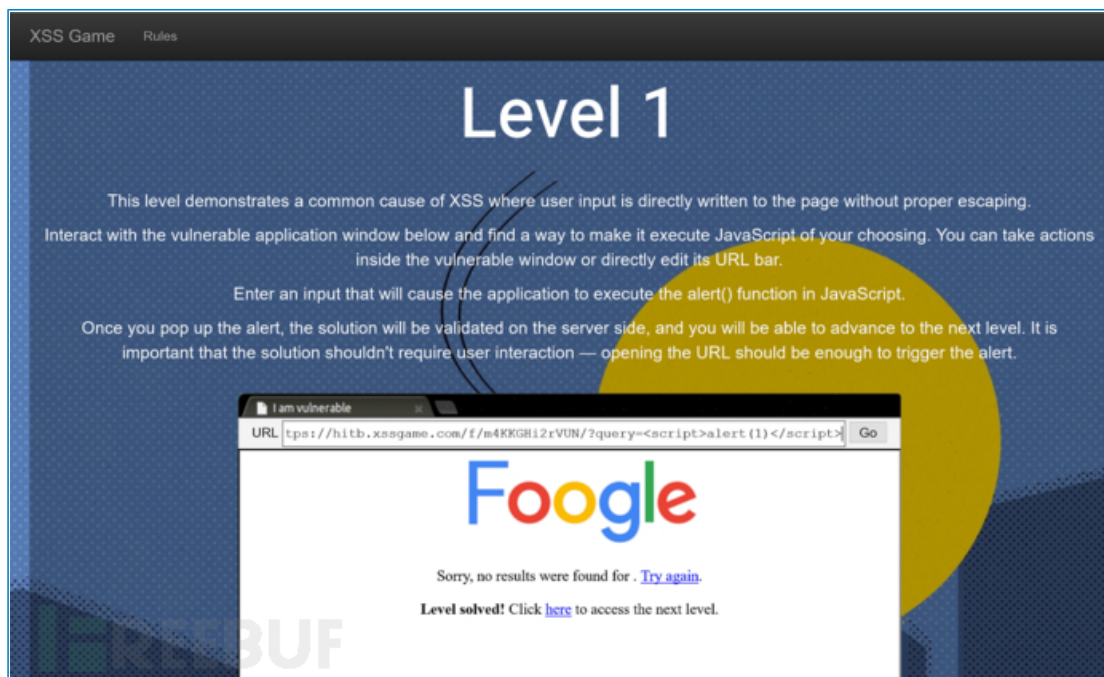 XSS Game Rules
Level 1
This level demonstrates a common cause of XSS where user input is directly written to the page without proper escaping.
Interact with the vulnerable application window below and find a way to make it execute JavaScript of your choosing. You can take actions
inside the vulnerable window or directly edit its URL bar.
Enter an input that will cause the application to execute the alert() function in JavaScript.
Once you pop up the alert, the solution will be validated on the server side, and you will be able to advance to the next level. It is
important that the solution shouldn't require user interaction — opening the URL should be enough to trigger the alert.
I am vulnerable
URL tps://hitb.xssgame.com/f/m4KKGHi2rVUN/?query=<script>alert(1)</script> Go
Foogle
Sorry, no results were found for . Try again.
Level solved! Click here to access the next level.
FREEBUF